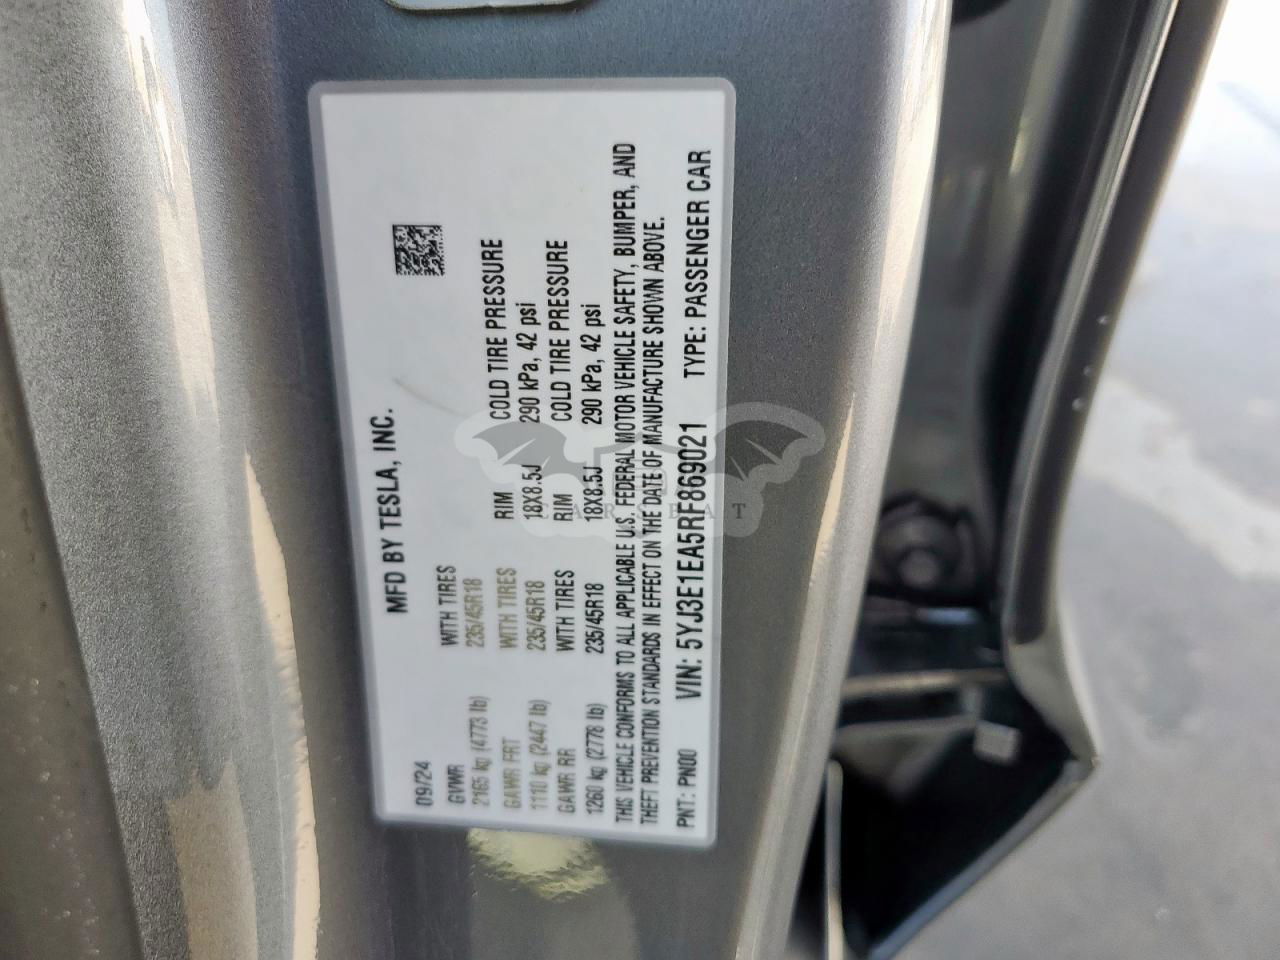 MFD BY TESLA, INC.
09/24
GVWR WITH TIRES RIM COLD TIRE PRESSURE
2165 kg (4773 lb) 235/45R18 18X8.5J 290 kPa, 42 psi
GAWR FRT WITH TIRES RIM COLD TIRE PRESSURE
1110 kg (2447 lb) 235/45R18 18X8.5J 290 kPa, 42 psi
GAWR RR WITH TIRES
1260 kg (2778 lb) 235/45R18
THIS VEHICLE CONFORMS TO ALL APPLICABLE U.S. FEDERAL MOTOR VEHICLE SAFETY, BUMPER, AND
THEFT PREVENTION STANDARDS IN EFFECT ON THE DATE OF MANUFACTURE SHOWN ABOVE.
PNT: PN00 VIN: 5YJ3E1EA5RF869021 TYPE: PASSENGER CAR